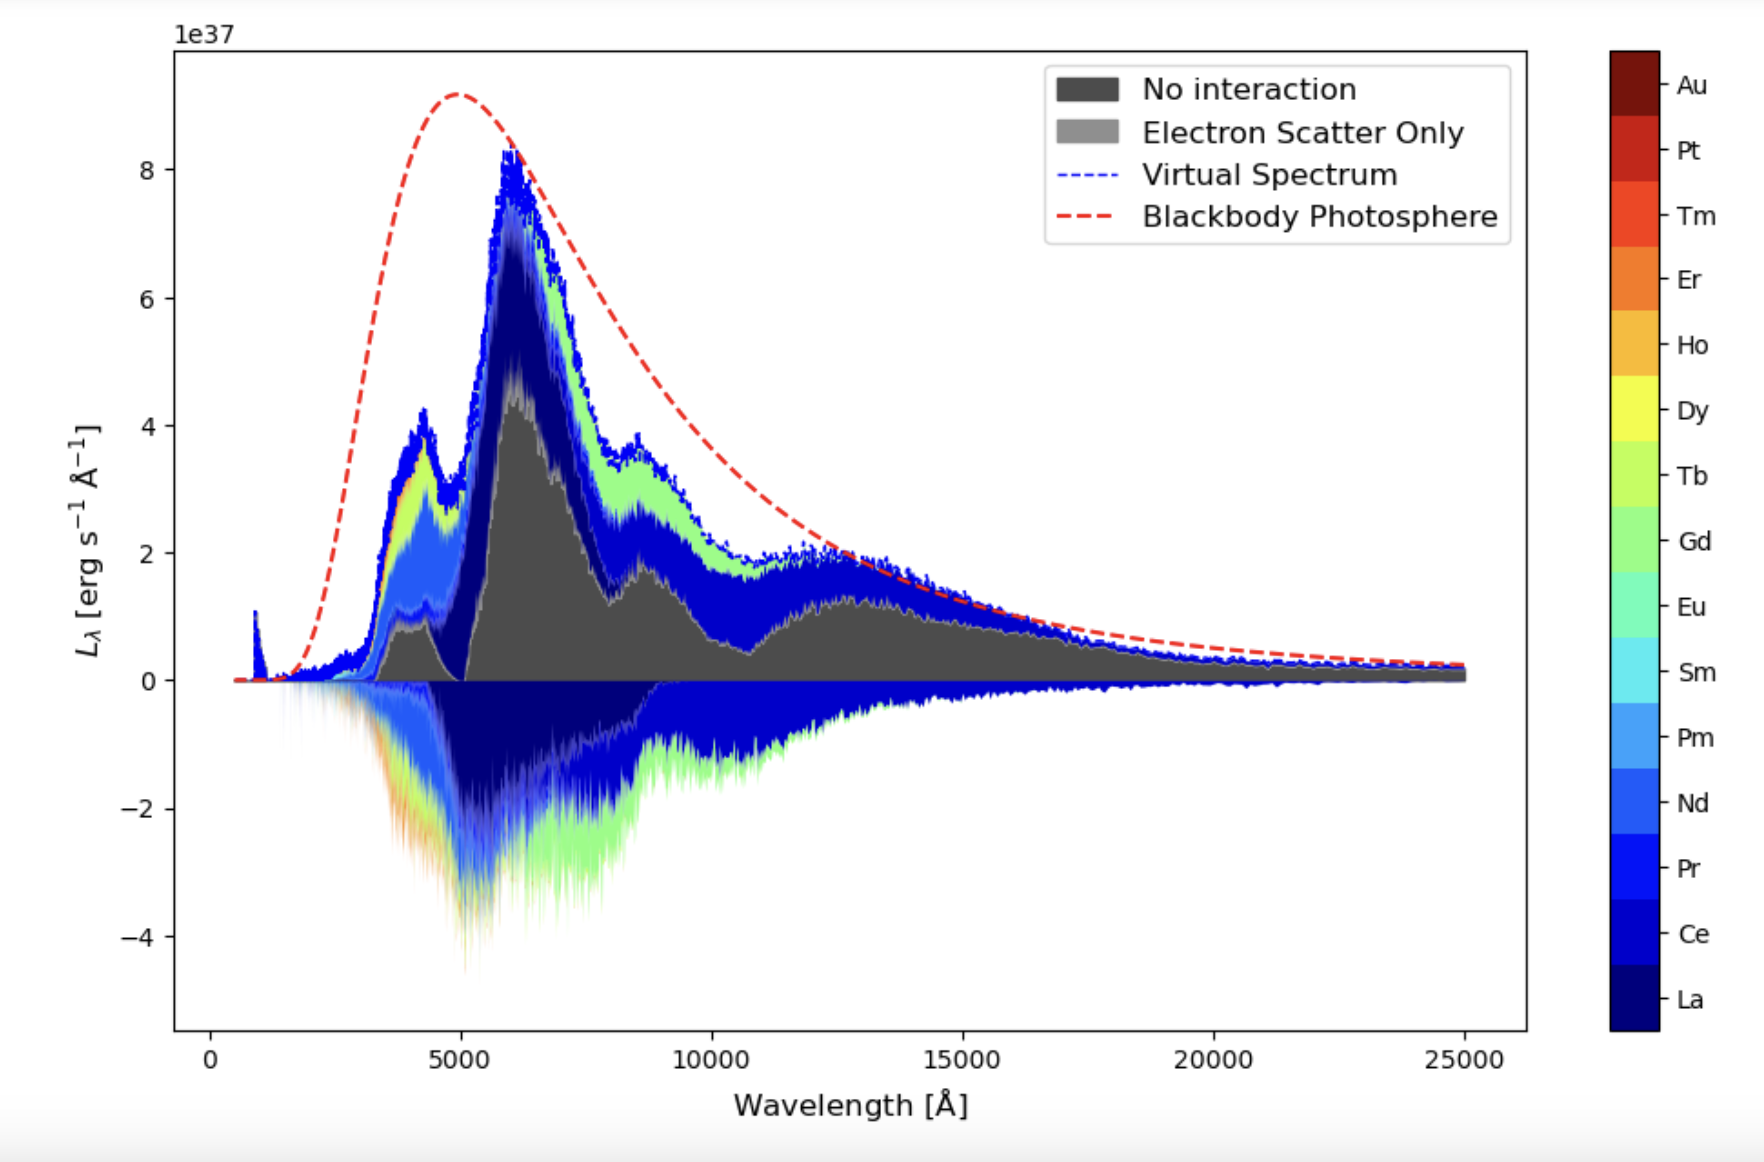 1e37
No interaction
Electron Scatter Only
Virtual Spectrum
Blackbody Photosphere
8
6
4
2
0
−2
−4
L_λ [erg s⁻¹ Å⁻¹]
0 5000 10000 15000 20000 25000
Wavelength [Å]
Au
Pt
Tm
Er
Ho
Dy
Tb
Gd
Eu
Sm
Pm
Nd
Pr
Ce
La